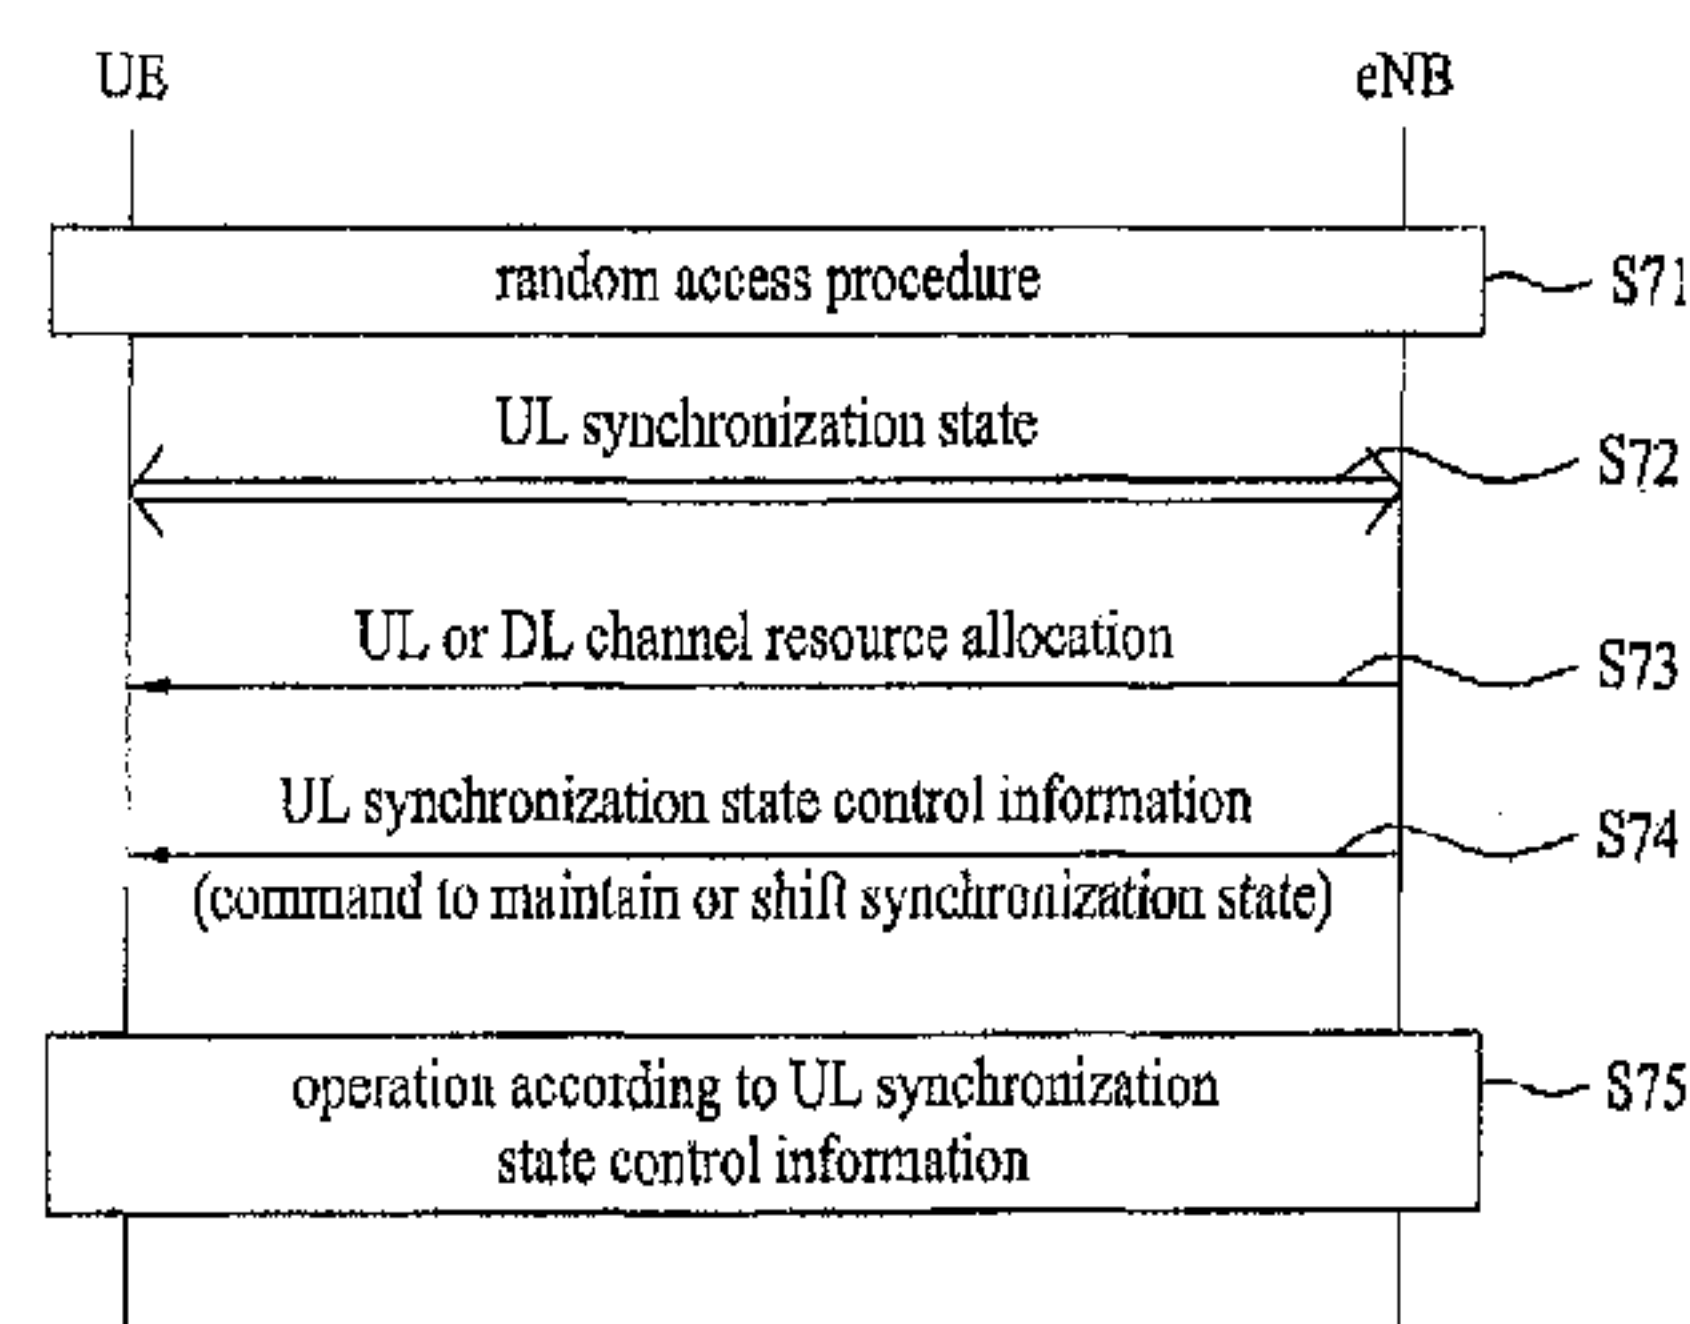 UE
eNB
random access procedure
S71
UL synchronization state
S72
UL or DL channel resource allocation
S73
UL synchronization state control information
S74
(command to maintain or shift synchronization state)
operation according to UL synchronization
state control information
S75